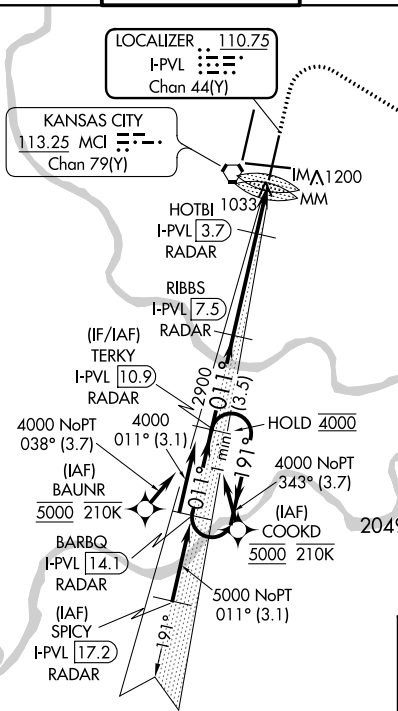 LOCALIZER 110.75
I-PVL
Chan 44(Y)
KANSAS CITY
113.25 MCI
Chan 79(Y)
IM 1200
MM
1033
HOTBI
I-PVL 3.7
RADAR
RIBBS
I-PVL 7.5
RADAR
(IF/IAF)
TERKY
I-PVL 10.9
RADAR
2900
011°
(3.5)
HOLD 4000
4000 NoPT
038° (3.7)
4000
011° (3.1)
011°
1 min
191°
4000 NoPT
343° (3.7)
(IAF)
BAUNR
5000 210K
(IAF)
COOKD
5000 210K
2049
BARBQ
I-PVL 14.1
RADAR
5000 NoPT
011° (3.1)
(IAF)
SPICY
I-PVL 17.2
RADAR
191°